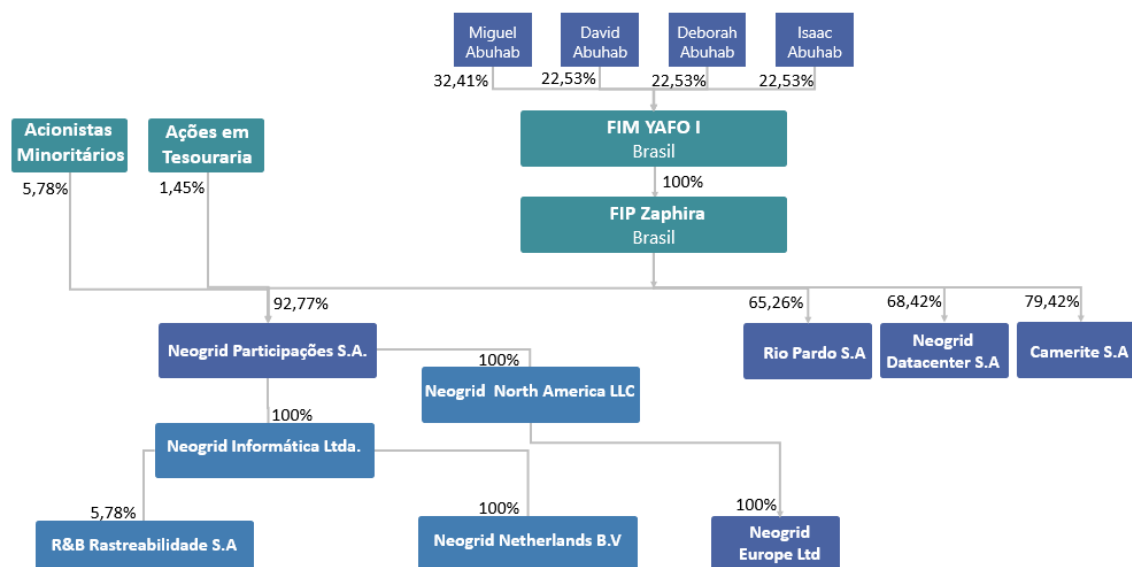 Miguel
Abuhab
David
Abuhab
Deborah
Abuhab
Isaac
Abuhab
32,41%
22,53%
22,53%
22,53%
Acionistas
Minoritários
Ações em
Tesouraria
FIM YAFO I
Brasil
5,78%
1,45%
100%
FIP Zaphira
Brasil
92,77%
65,26%
68,42%
79,42%
Neogrid Participações S.A.
Rio Pardo S.A
Neogrid
Datacenter S.A
Camerite S.A
100%
Neogrid North America LLC
100%
Neogrid Informática Ltda.
5,78%
100%
100%
R&B Rastreabilidade S.A
Neogrid Netherlands B.V
Neogrid
Europe Ltd